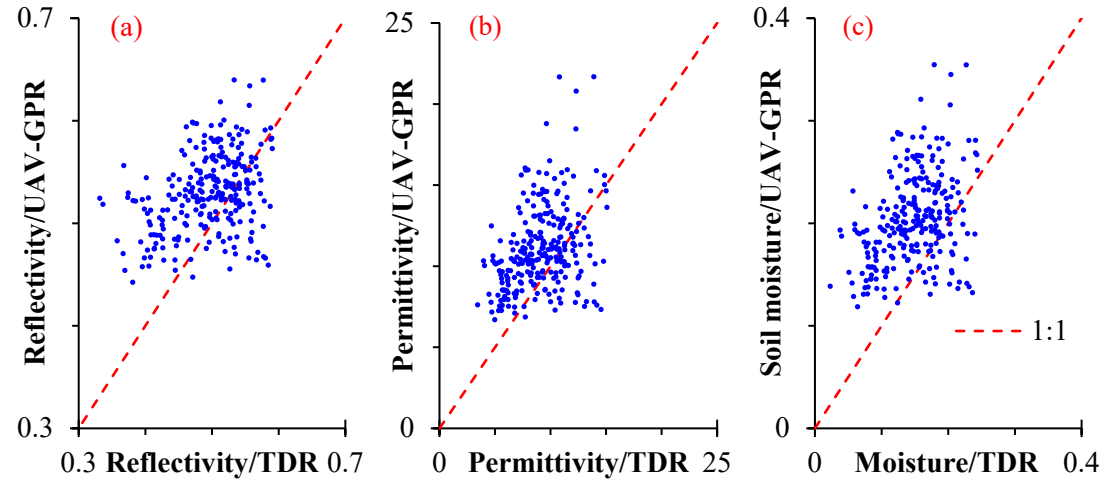 0.7
(a)
Reflectivity/UAV-GPR
0.3
0.3
Reflectivity/TDR
0.7
25
(b)
Permittivity/UAV-GPR
0
0
Permittivity/TDR
25
0.4
(c)
Soil moisture/UAV-GPR
1:1
0
0
Moisture/TDR
0.4